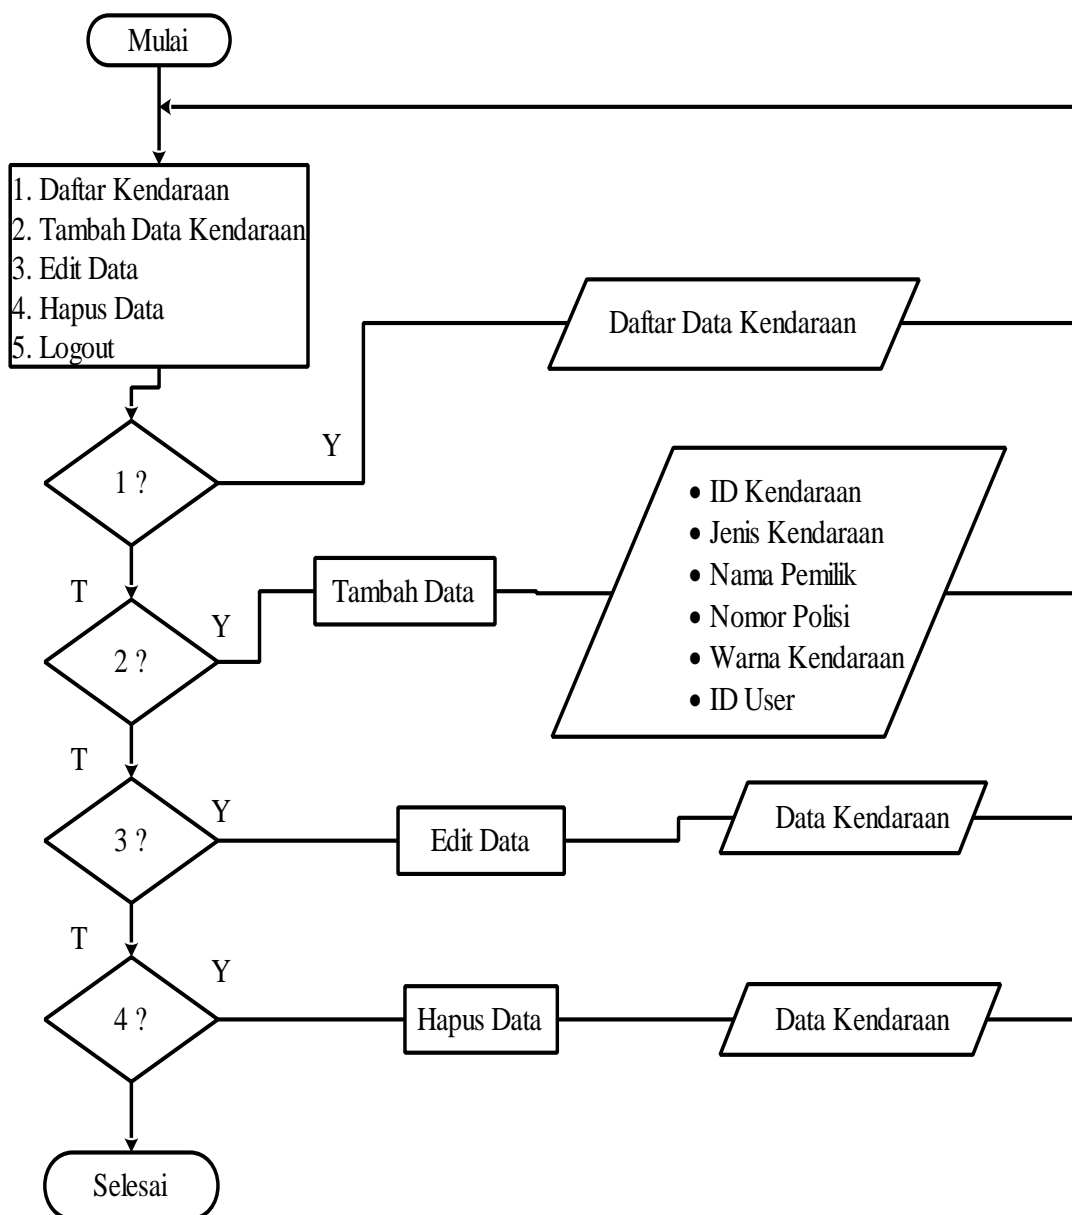 Mulai
1. Daftar Kendaraan
2. Tambah Data Kendaraan
3. Edit Data
4. Hapus Data
5. Logout
Daftar Data Kendaraan
Y
1 ?
• ID Kendaraan
• Jenis Kendaraan
• Nama Pemilik
• Nomor Polisi
• Warna Kendaraan
• ID User
T
Y
Tambah Data
2 ?
T
Y
3 ?
Edit Data
Data Kendaraan
T
Y
4 ?
Hapus Data
Data Kendaraan
Selesai